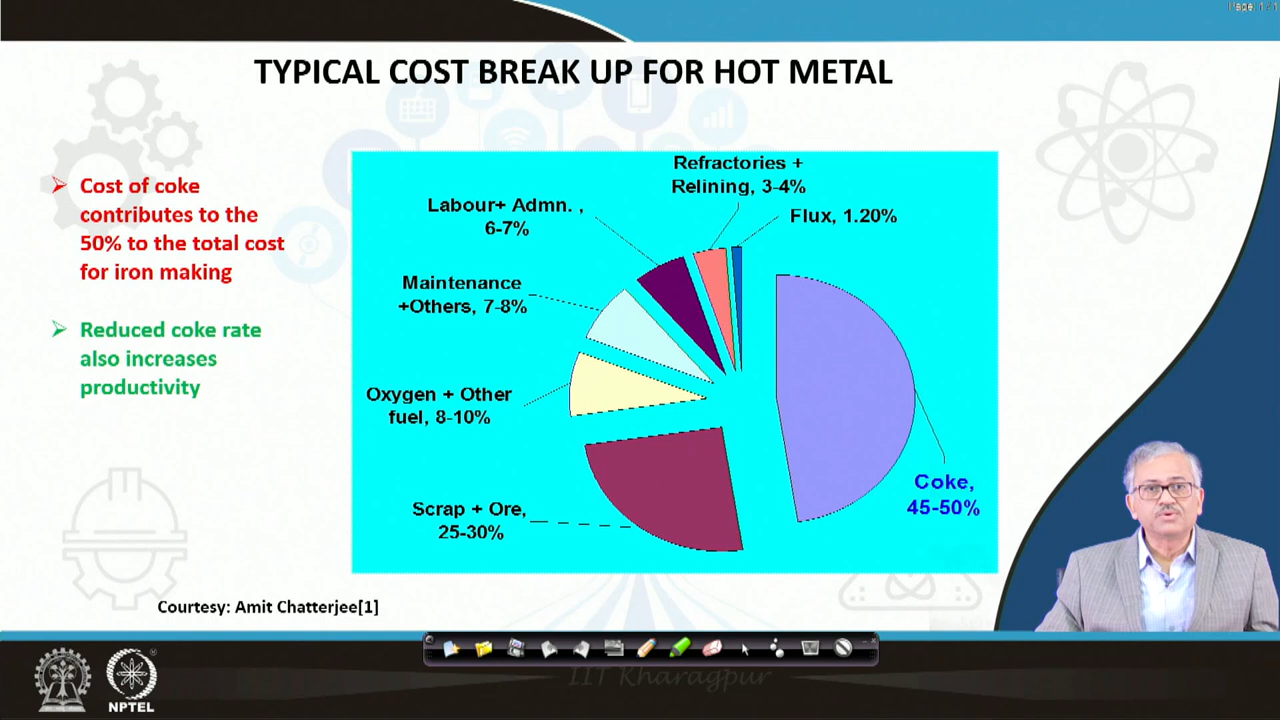 Page 1/1
TYPICAL COST BREAK UP FOR HOT METAL
Cost of coke
contributes to the
50% to the total cost
for iron making
Reduced coke rate
also increases
productivity
Refractories +
Relining, 3-4%
Flux, 1.20%
Labour+ Admn. ,
6-7%
Maintenance
+Others, 7-8%
Oxygen + Other
fuel, 8-10%
Scrap + Ore,
25-30%
Coke,
45-50%
Courtesy: Amit Chatterjee[1]
IIT Kharagpur
NPTEL